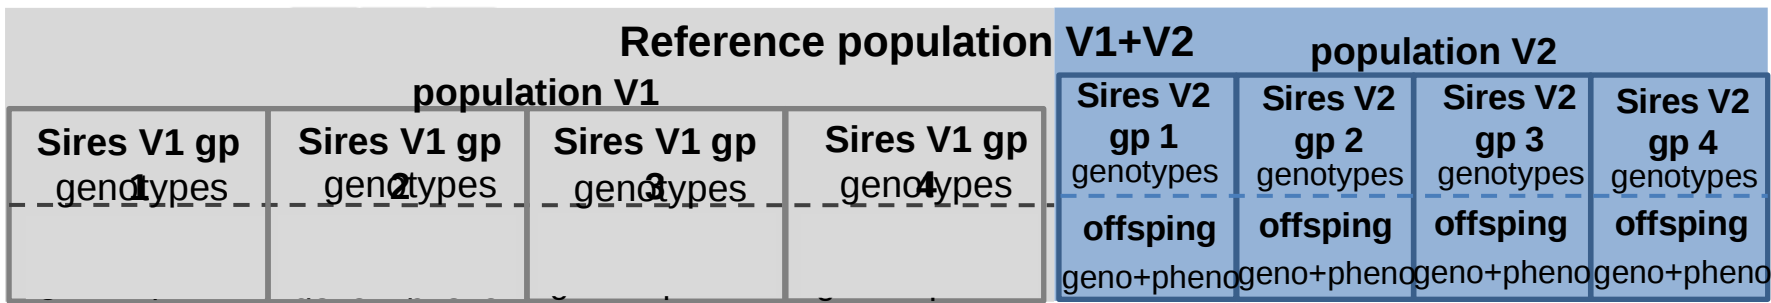 Reference population V1+V2
population V1
population V2
Sires V1 gp
1
genotypes
Sires V1 gp
2
genotypes
Sires V1 gp
3
genotypes
Sires V1 gp
4
genotypes
Sires V2
gp 1
genotypes
offsping
geno+pheno
Sires V2
gp 2
genotypes
offsping
geno+pheno
Sires V2
gp 3
genotypes
offsping
geno+pheno
Sires V2
gp 4
genotypes
offsping
geno+pheno